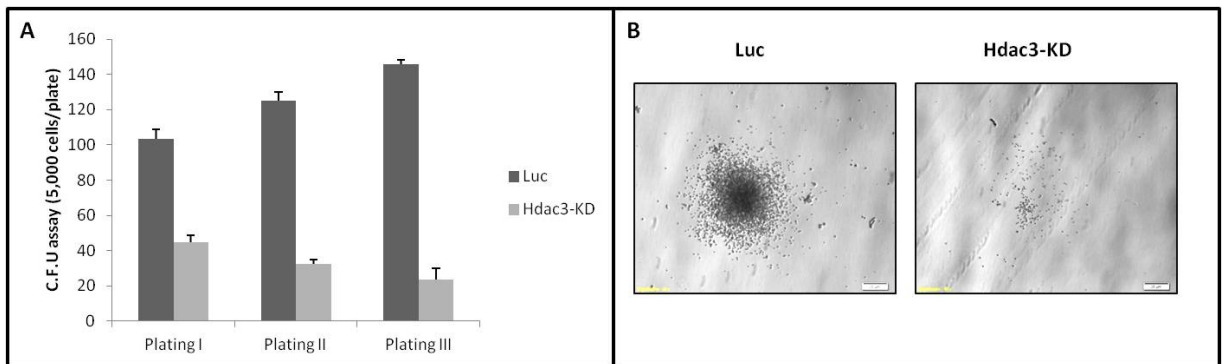 A
160
140
120
100
80
60
40
20
0
C.F.U assay (5,000 cells/plate)
Plating I
Plating II
Plating III
Luc
Hdac3-KD
B
Luc
Hdac3-KD